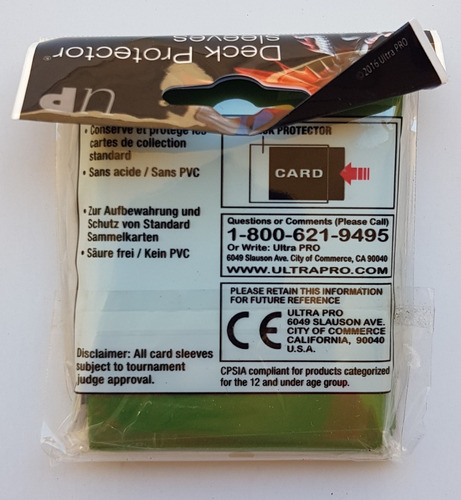 Deck Protector®
sleeves
UP
©2016 Ultra PRO
• Conserve et protège les
cartes de collection
standard
• Sans acide / Sans PVC
• Zur Aufbewahrung und
Schutz von Standard
Sammelkarten
• Säure frei / Kein PVC
Disclaimer: All card sleeves
subject to tournament
judge approval.
PROTECTOR
CARD
Questions or Comments (Please Call)
1-800-621-9495
Or Write: Ultra PRO
6049 Slauson Ave. City of Commerce, CA 90040
WWW.ULTRAPRO.COM
PLEASE RETAIN THIS INFORMATION
FOR FUTURE REFERENCE
CE
ULTRA PRO
6049 SLAUSON AVE.
CITY OF COMMERCE
CALIFORNIA, 90040
U.S.A.
CPSIA compliant for products categorized
for the 12 and under age group.